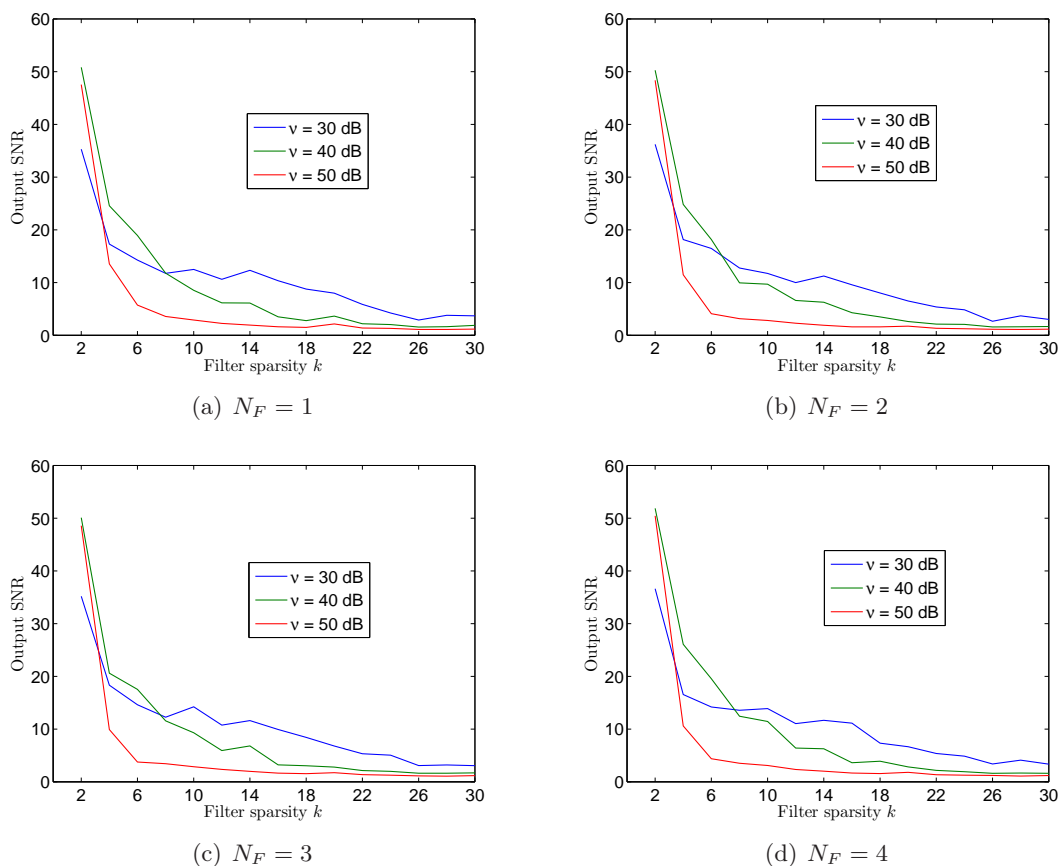 60
50
40
30
20
10
0
Output SNR
ν = 30 dB
ν = 40 dB
ν = 50 dB
2 6 10 14 18 22 26 30
Filter sparsity k
(a) N_F = 1
60
50
40
30
20
10
0
Output SNR
ν = 30 dB
ν = 40 dB
ν = 50 dB
2 6 10 14 18 22 26 30
Filter sparsity k
(b) N_F = 2
60
50
40
30
20
10
0
Output SNR
ν = 30 dB
ν = 40 dB
ν = 50 dB
2 6 10 14 18 22 26 30
Filter sparsity k
(c) N_F = 3
60
50
40
30
20
10
0
Output SNR
ν = 30 dB
ν = 40 dB
ν = 50 dB
2 6 10 14 18 22 26 30
Filter sparsity k
(d) N_F = 4